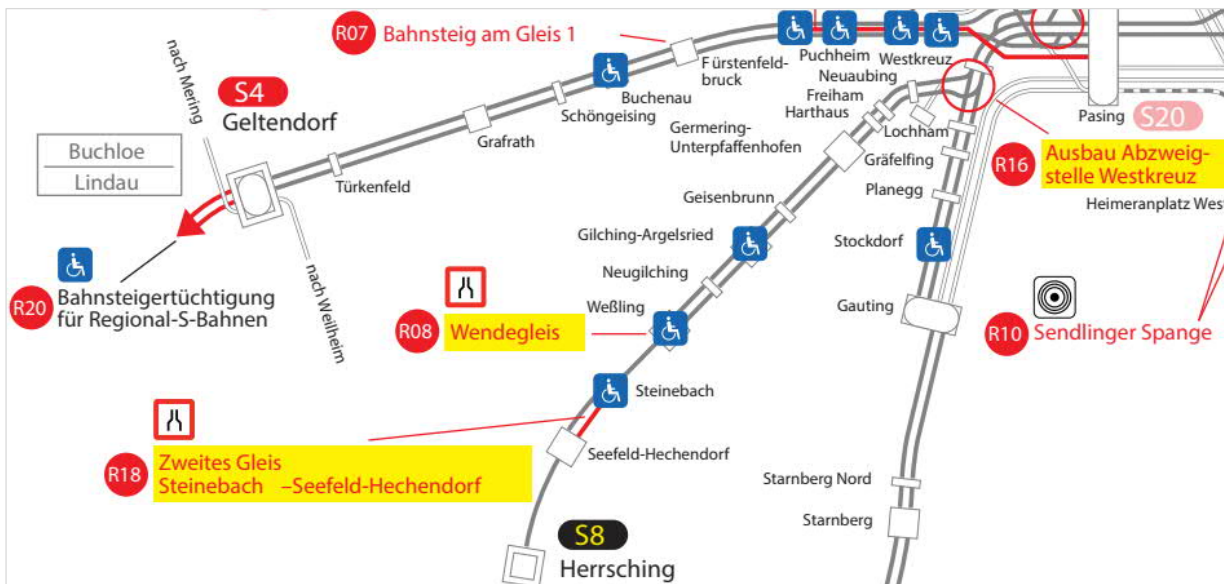 R07 Bahnsteig am Gleis 1
nach Mering
S4
Geltendorf
Buchloe
Lindau
Türkenfeld
Grafrath
Schöngeising
Buchenau
Fürstenfeld-
bruck
Puchheim
Neuaubing
Westkreuz
Freiham
Harthaus
Germering-
Unterpfaffenhofen
Lochham
Gräfelfing
Planegg
Pasing
S20
R16 Ausbau Abzweig-
stelle Westkreuz
Heimeranplatz West
Geisenbrunn
Gilching-Argelsried
Stockdorf
Neugilching
Weßling
Gauting
R20 Bahnsteigertüchtigung
für Regional-S-Bahnen
nach Weilheim
R08 Wendegleis
R10 Sendlinger Spange
Steinebach
R18 Zweites Gleis
Steinebach –Seefeld-Hechendorf
Seefeld-Hechendorf
Starnberg Nord
Starnberg
S8
Herrsching